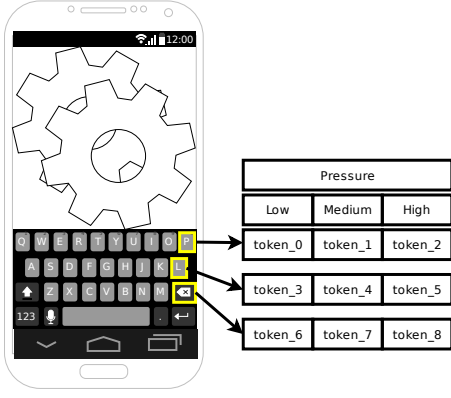 12:00
Pressure
Low Medium High
Q W E R T Y U I O P
token_0 token_1 token_2
A S D F G H J K L
token_3 token_4 token_5
Z X C V B N M
123 .
token_6 token_7 token_8